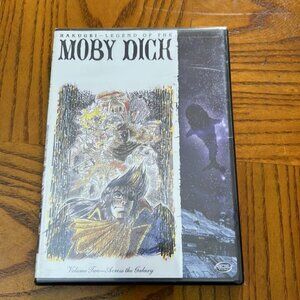 HAKUGEI - LEGEND OF THE
MOBY DICK
Volume Two—Across the Galaxy